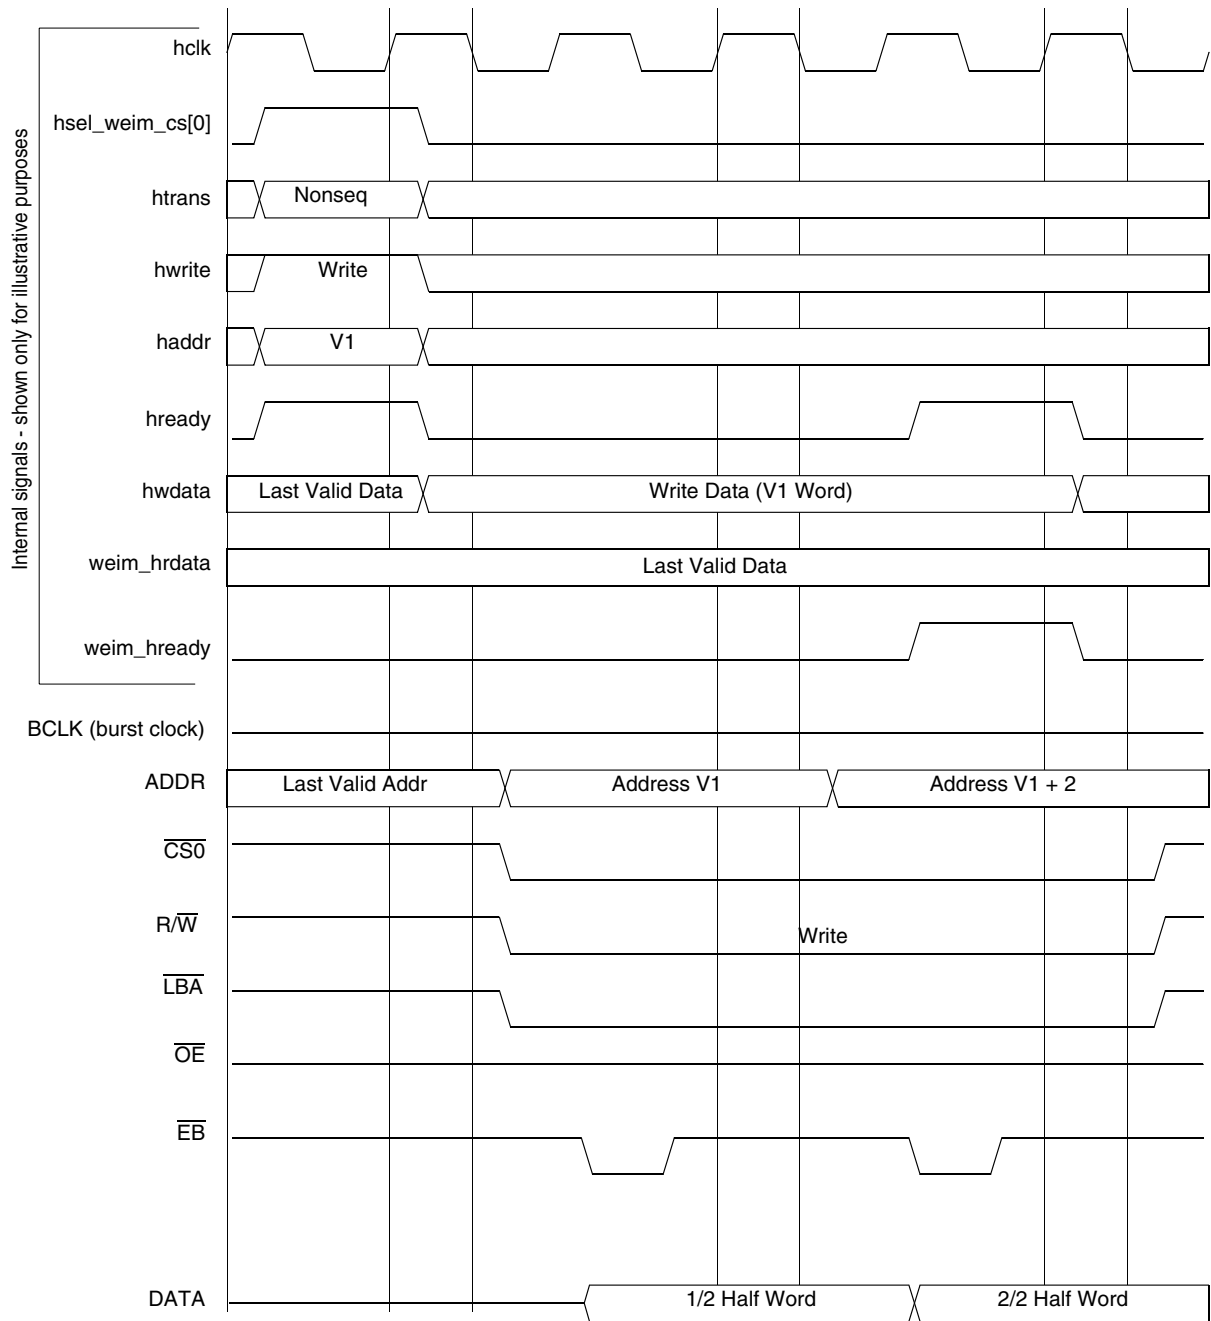 Internal signals - shown only for illustrative purposes
hclk
hsel_weim_cs[0]
htrans
Nonseq
hwrite
Write
haddr
V1
hready
hwdata
Last Valid Data
Write Data (V1 Word)
weim_hrdata
Last Valid Data
weim_hready
BCLK (burst clock)
ADDR
Last Valid Addr
Address V1
Address V1 + 2
CS0
R/W
Write
LBA
OE
EB
DATA
1/2 Half Word
2/2 Half Word